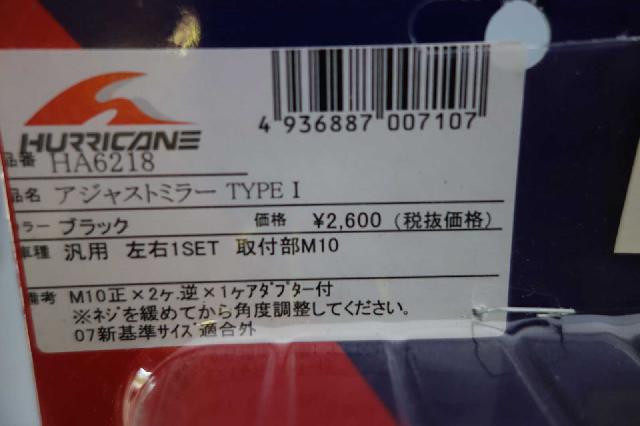 HURRICANE
4 936887 007107
品番 HA6218
品名 アジャストミラー TYPE I
カラー ブラック 価格 ¥2,600 (税抜価格)
車種 汎用 左右1SET 取付部M10
備考 M10正×2ヶ.逆×1ヶアダプター付
※ネジを緩めてから角度調整してください。
07新基準サイズ適合外